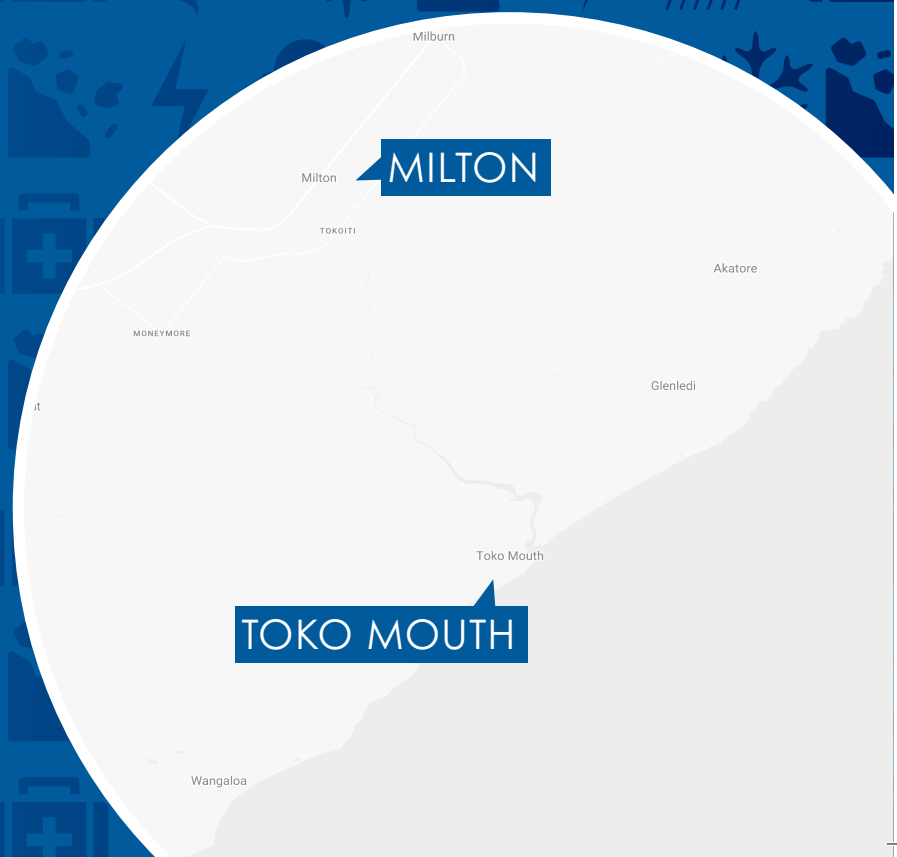 Milburn
MILTON
Milton
TOKOITI
Akatore
MONEYMORE
Glenledi
Toko Mouth
TOKO MOUTH
Wangaloa